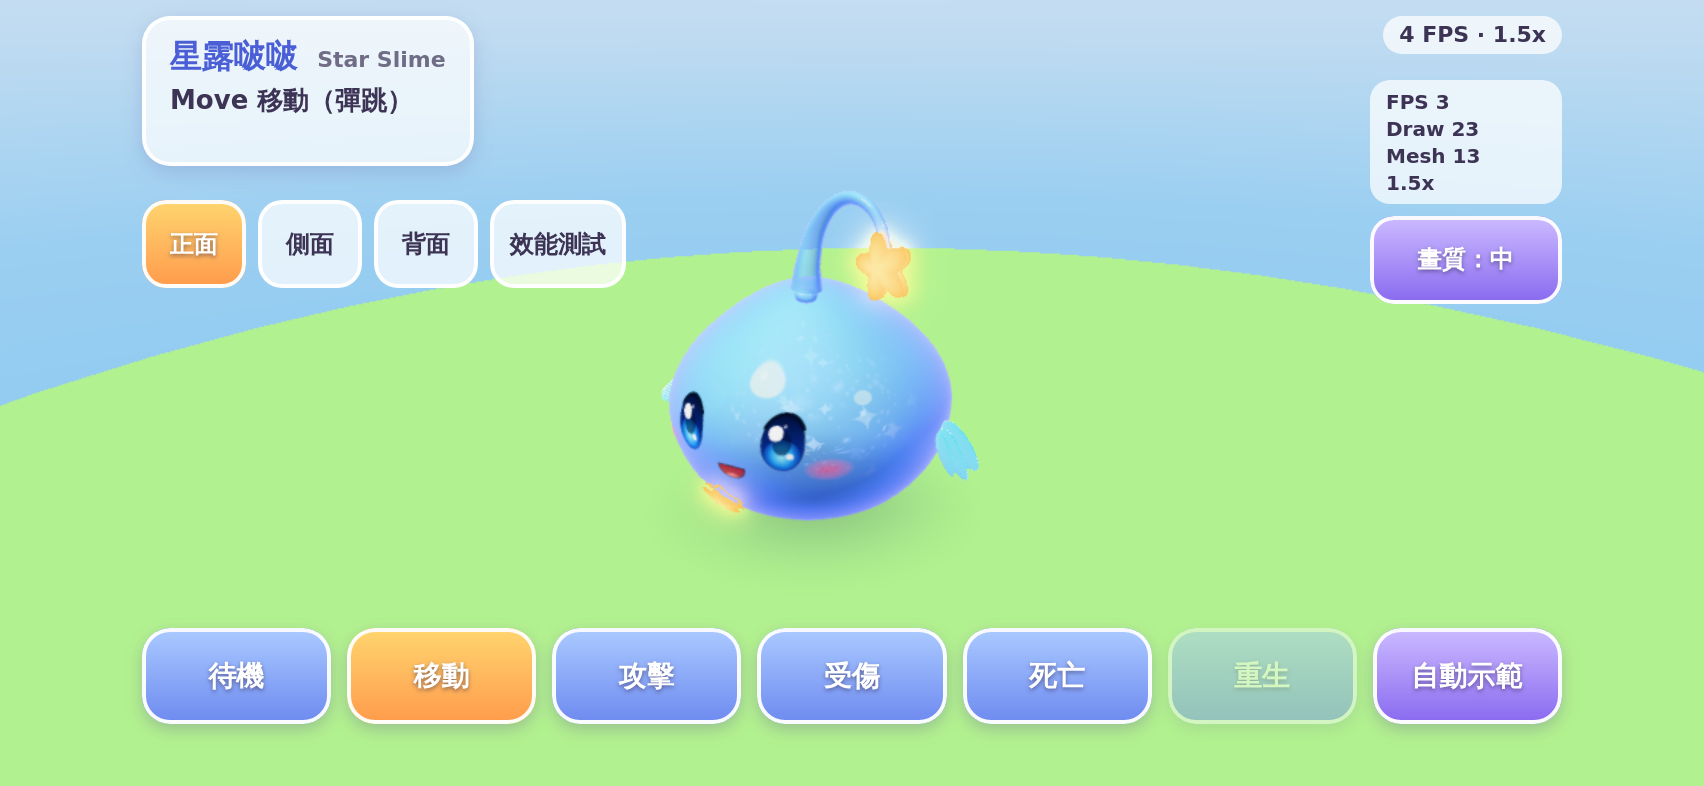 星露啵啵 Star Slime
Move 移動（彈跳）
4 FPS · 1.5x
FPS 3
Draw 23
Mesh 13
1.5x
正面 側面 背面 效能測試
畫質：中
待機 移動 攻擊 受傷 死亡 重生 自動示範